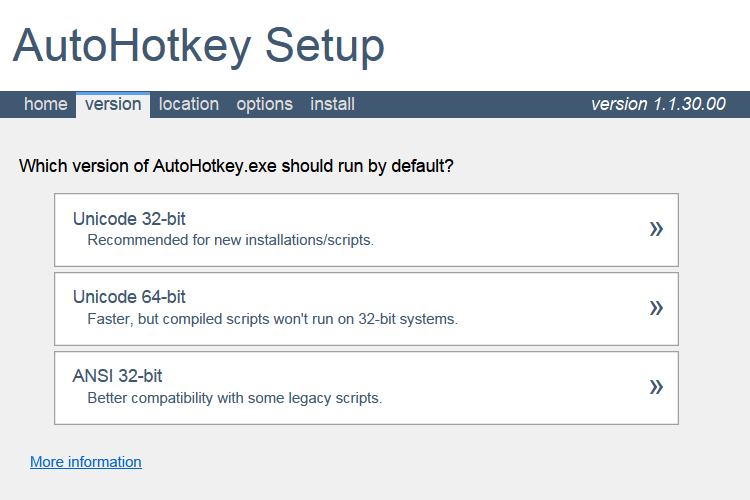 AutoHotkey Setup
home version location options install version 1.1.30.00
Which version of AutoHotkey.exe should run by default?
Unicode 32-bit
Recommended for new installations/scripts.
»
Unicode 64-bit
Faster, but compiled scripts won't run on 32-bit systems.
»
ANSI 32-bit
Better compatibility with some legacy scripts.
»
More information